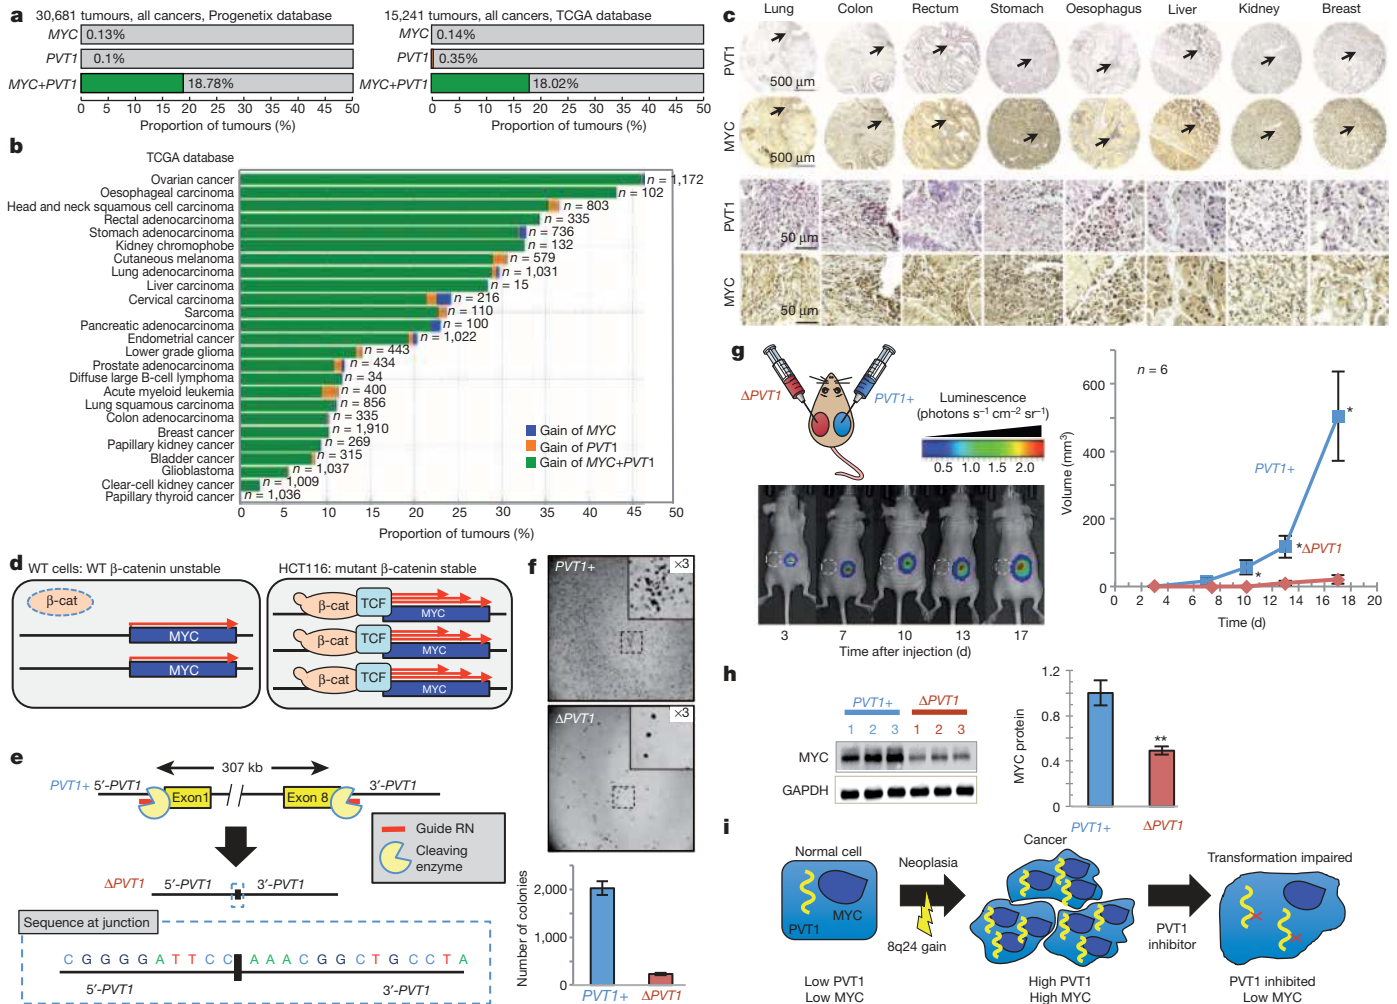 a
30,681 tumours, all cancers, Progenetix database
MYC 0.13%
PVT1 0.1%
MYC+PVT1 18.78%
0 5 10 15 20 25 30 35 40 45 50
Proportion of tumours (%)
15,241 tumours, all cancers, TCGA database
MYC 0.14%
PVT1 0.35%
MYC+PVT1 18.02%
0 5 10 15 20 25 30 35 40 45 50
Proportion of tumours (%)
b
TCGA database
Ovarian cancer n = 1,172
Oesophageal carcinoma n = 102
Head and neck squamous cell carcinoma n = 803
Rectal adenocarcinoma n = 335
Stomach adenocarcinoma n = 736
Kidney chromophobe n = 132
Cutaneous melanoma n = 579
Lung adenocarcinoma n = 1,031
Liver carcinoma n = 15
Cervical carcinoma n = 216
Sarcoma n = 110
Pancreatic adenocarcinoma n = 100
Endometrial cancer n = 1,022
Lower grade glioma n = 443
Prostate adenocarcinoma n = 434
Diffuse large B-cell lymphoma n = 34
Acute myeloid leukemia n = 400
Lung squamous carcinoma n = 856
Colon adenocarcinoma n = 335
Breast cancer n = 1,910
Papillary kidney cancer n = 269
Bladder cancer n = 315
Glioblastoma n = 1,037
Clear-cell kidney cancer n = 1,009
Papillary thyroid cancer n = 1,036
Gain of MYC
Gain of PVT1
Gain of MYC+PVT1
0 5 10 15 20 25 30 35 40 45 50
Proportion of tumours (%)
c
Lung Colon Rectum Stomach Oesophagus Liver Kidney Breast
PVT1
500 μm
MYC
500 μm
PVT1
50 μm
MYC
50 μm
d
WT cells: WT β-catenin unstable
β-cat
MYC
MYC
HCT116: mutant β-catenin stable
β-cat TCF MYC
β-cat TCF MYC
β-cat TCF MYC
e
307 kb
PVT1+ 5′-PVT1 3′-PVT1
Exon1 Exon 8
Guide RN
Cleaving
enzyme
ΔPVT1 5′-PVT1 3′-PVT1
Sequence at junction
C G G G G A T T C C A A A C G G C T G C C T A
5′-PVT1 3′-PVT1
f
PVT1+ ×3
ΔPVT1 ×3
Number of colonies
2,000
1,000
0
PVT1+ ΔPVT1
g
ΔPVT1 PVT1+
Luminescence
(photons s⁻¹ cm⁻² sr⁻¹)
0.5 1.0 1.5 2.0
3 7 10 13 17
Time after injection (d)
n = 6
Volume (mm³)
600
400
200
0
PVT1+
*
*
*
ΔPVT1
0 2 4 6 8 10 12 14 16 18 20
Time (d)
h
PVT1+ ΔPVT1
1 2 3 1 2 3
MYC
GAPDH
MYC protein
1.2
0.8
0.4
0
**
PVT1+ ΔPVT1
i
Normal cell
PVT1
MYC
Low PVT1
Low MYC
Neoplasia
8q24 gain
Cancer
High PVT1
High MYC
PVT1
inhibitor
Transformation impaired
PVT1 inhibited
Low MYC